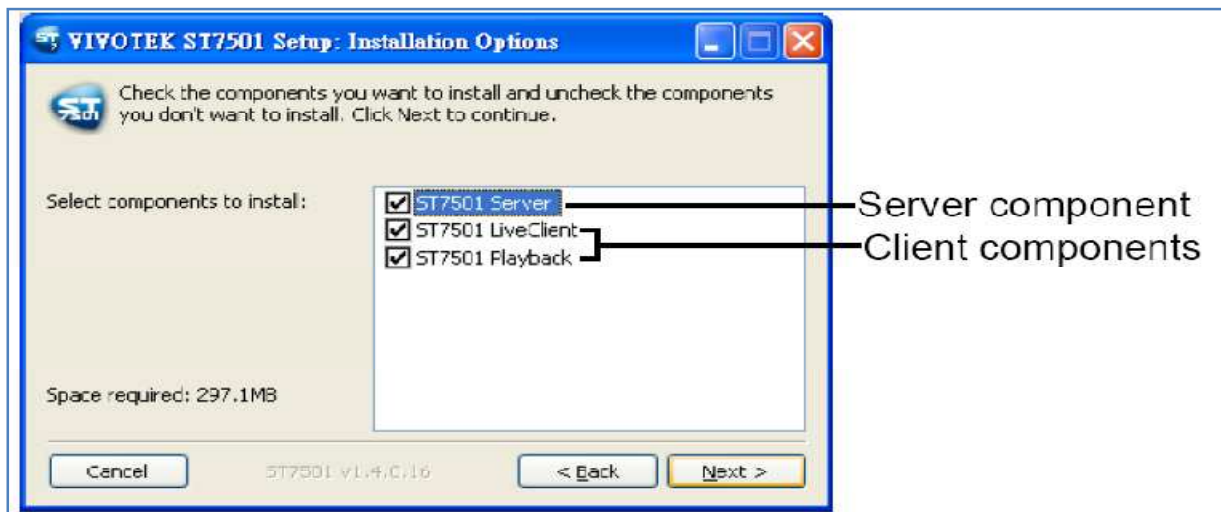 VIVOTEK ST7501 Setup: Installation Options
Check the components you want to install and uncheck the components
you don't want to install. Click Next to continue.
Select components to install:
ST7501 Server
ST7501 LiveClient
ST7501 Playback
Server component
Client components
Space required: 297.1MB
Cancel
ST7501 v1.4.0.16
< Back
Next >